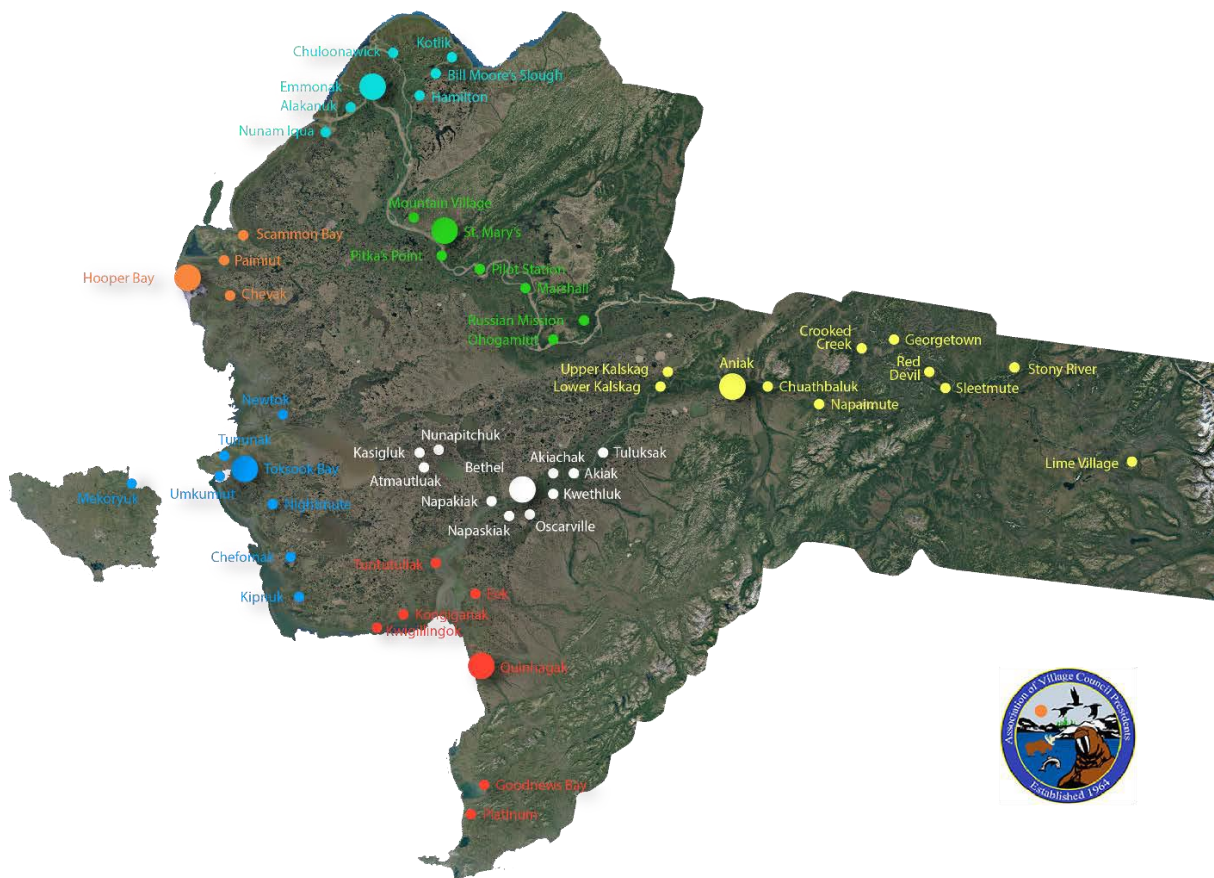 Kotlik
Chuloonawick
Bill Moore's Slough
Emmonak
Hamilton
Alakanuk
Nunam Iqua
Mountain Village
St. Mary's
Scammon Bay
Pitka's Point
Paimiut
Pilot Station
Hooper Bay
Marshall
Chevak
Russian Mission
Ohogamiut
Crooked
Creek
Georgetown
Aniak
Red
Devil
Stony River
Upper Kalskag
Lower Kalskag
Chuathbaluk
Sleetmute
Napaimute
Newtok
Tununak
Nunapitchuk
Kasigluk
Tuluksak
Akiachak
Lime Village
Toksook Bay
Bethel
Akiak
Atmautluak
Umkumiut
Mekoryuk
Kwethluk
Napakiak
Nightmute
Napaskiak
Oscarville
Chefornak
Tuntutuliak
Eek
Kipnuk
Kongiganak
Kwigillingok
Quinhagak
Association of Village Council Presidents
Established 1964
Goodnews Bay
Platinum